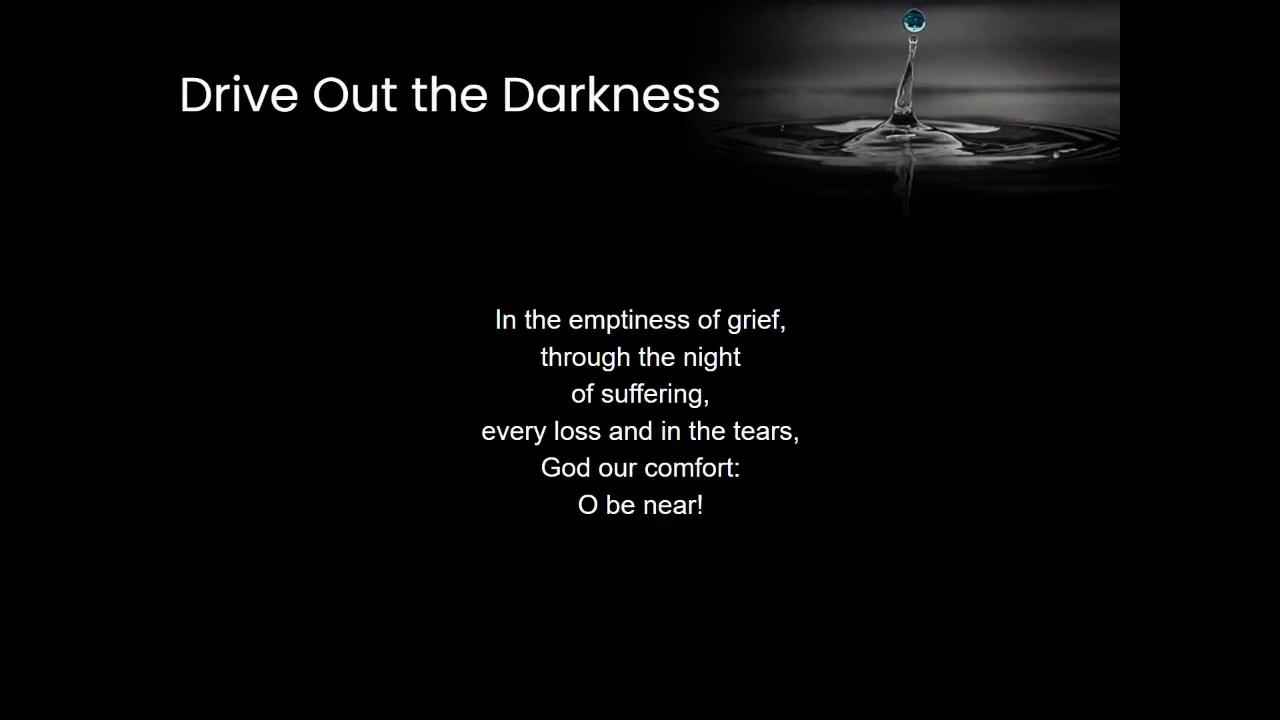 Drive Out the Darkness
In the emptiness of grief,
through the night
of suffering,
every loss and in the tears,
God our comfort:
O be near!